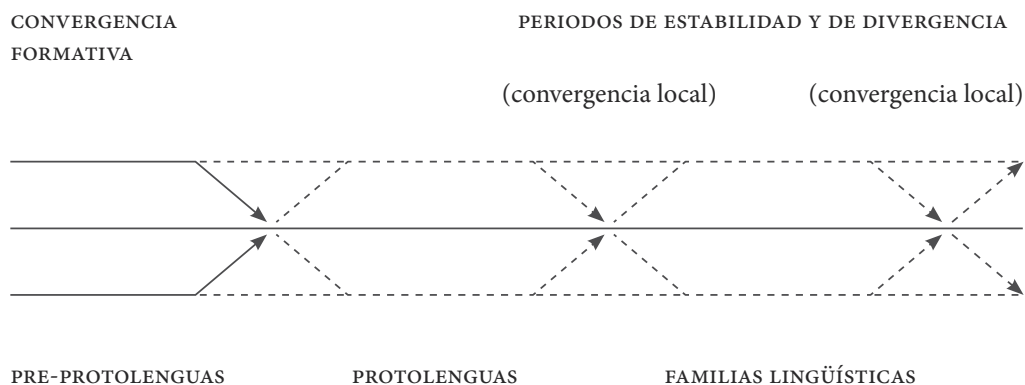 CONVERGENCIA
FORMATIVA
PERIODOS DE ESTABILIDAD Y DE DIVERGENCIA
(convergencia local)
(convergencia local)
PRE-PROTOLENGUAS
PROTOLENGUAS
FAMILIAS LINGÜÍSTICAS